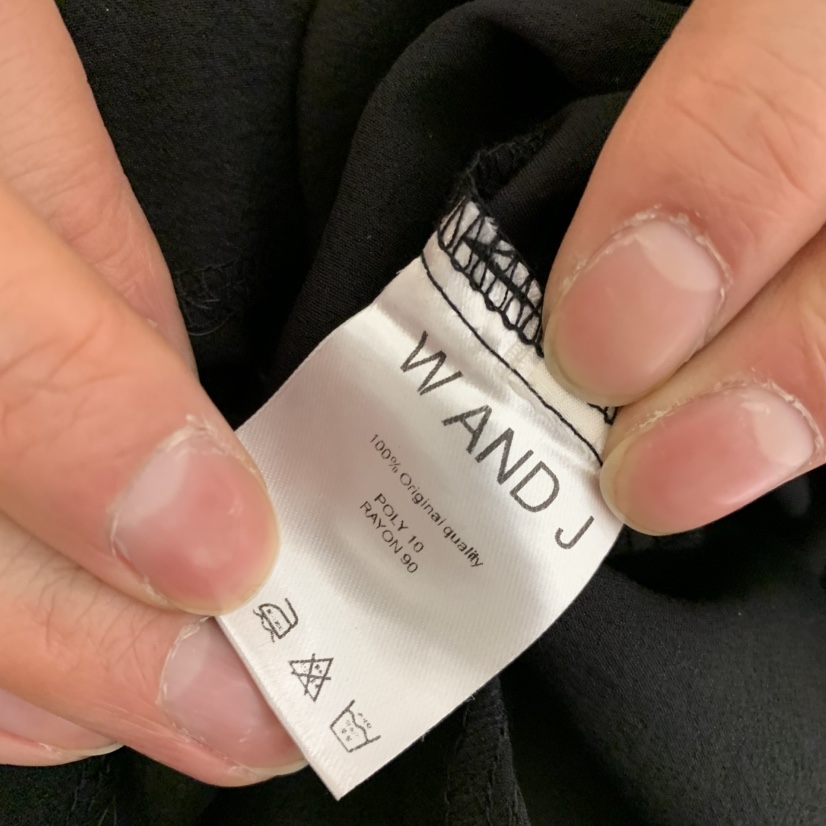 W AND J
100% Original quality
POLY 10
RAYON 90